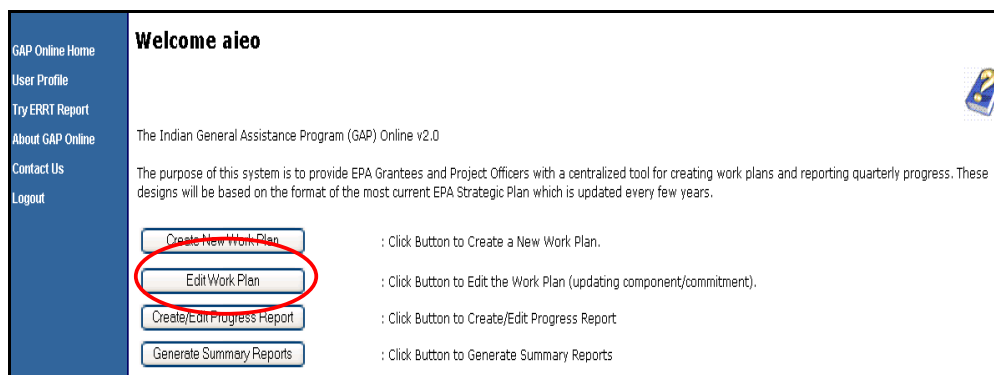 Welcome aieo
GAP Online Home
User Profile
Try ERRT Report
About GAP Online
Contact Us
Logout
The Indian General Assistance Program (GAP) Online v2.0
The purpose of this system is to provide EPA Grantees and Project Officers with a centralized tool for creating work plans and reporting quarterly progress. These
designs will be based on the format of the most current EPA Strategic Plan which is updated every few years.
Create New Work Plan : Click Button to Create a New Work Plan.
Edit Work Plan : Click Button to Edit the Work Plan (updating component/commitment).
Create/Edit Progress Report : Click Button to Create/Edit Progress Report
Generate Summary Reports : Click Button to Generate Summary Reports